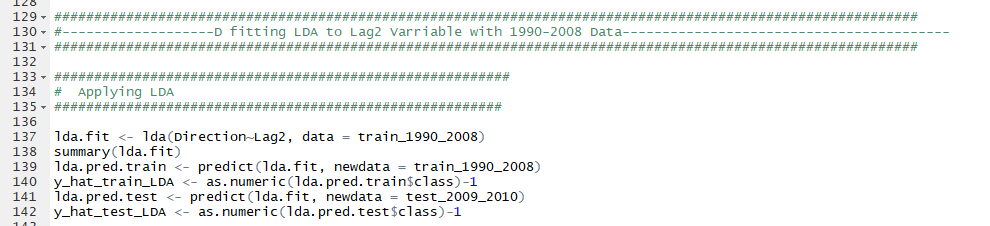 128
129 ############################################################################################################
130 #-------------------D fitting LDA to Lag2 Varriable with 1990-2008 Data-----------------------------------------
131 ############################################################################################################
132
133 #########################################################
134 #  Applying LDA
135 ########################################################
136
137 lda.fit <- lda(Direction~Lag2, data = train_1990_2008)
138 summary(lda.fit)
139 lda.pred.train <- predict(lda.fit, newdata = train_1990_2008)
140 y_hat_train_LDA <- as.numeric(lda.pred.train$class)-1
141 lda.pred.test <- predict(lda.fit, newdata = test_2009_2010)
142 y_hat_test_LDA <- as.numeric(lda.pred.test$class)-1